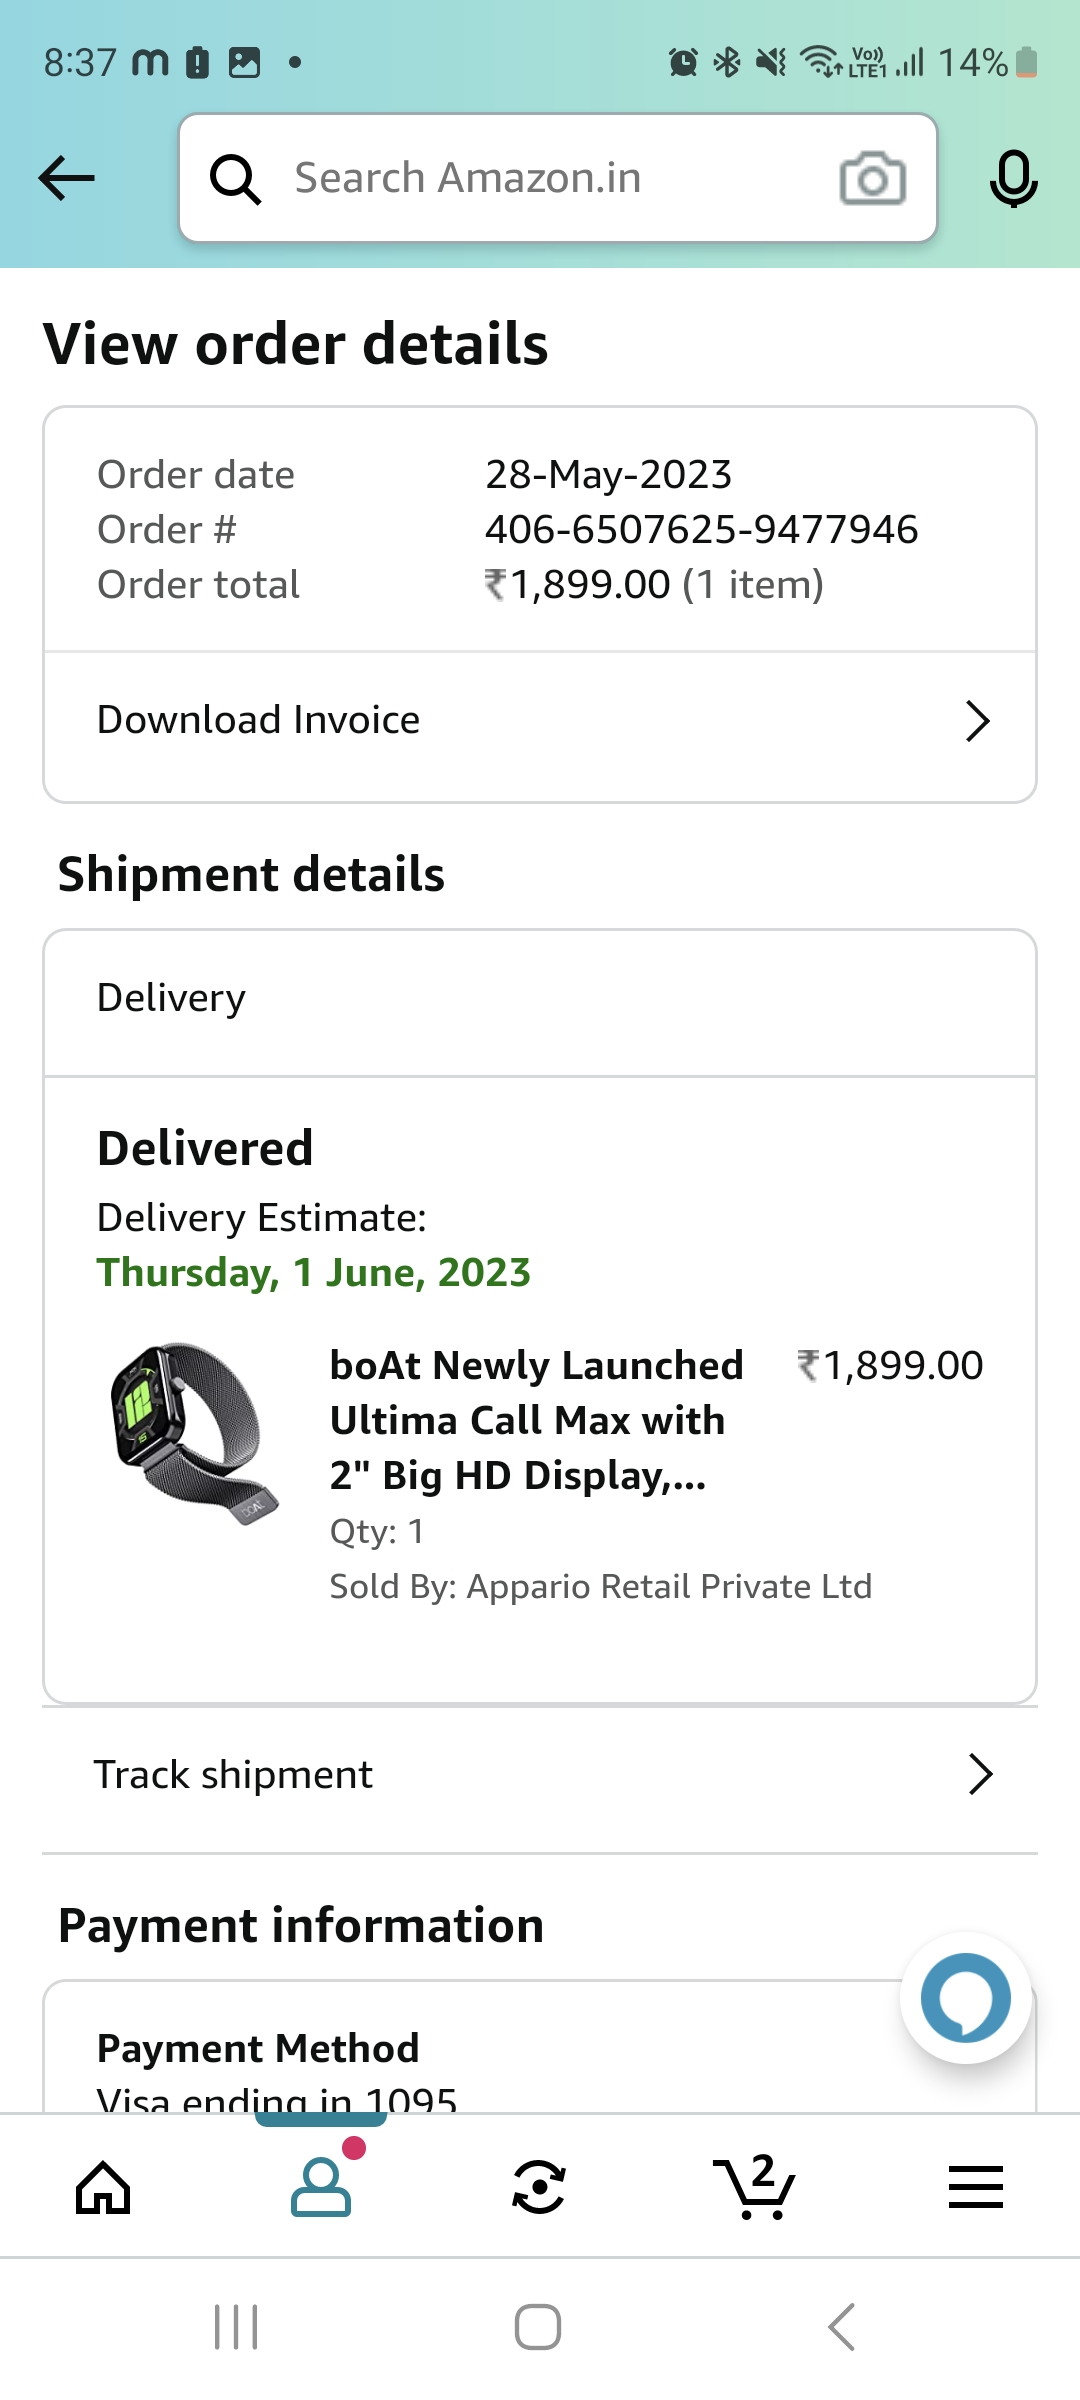 8:37 Vo)) LTE1 14%
Search Amazon.in
View order details
Order date 28-May-2023
Order # 406-6507625-9477946
Order total ₹1,899.00 (1 item)
Download Invoice
Shipment details
Delivery
Delivered
Delivery Estimate:
Thursday, 1 June, 2023
boAt Newly Launched ₹1,899.00
Ultima Call Max with
2" Big HD Display,...
Qty: 1
Sold By: Appario Retail Private Ltd
Track shipment
Payment information
Payment Method
Visa ending in 1095
2